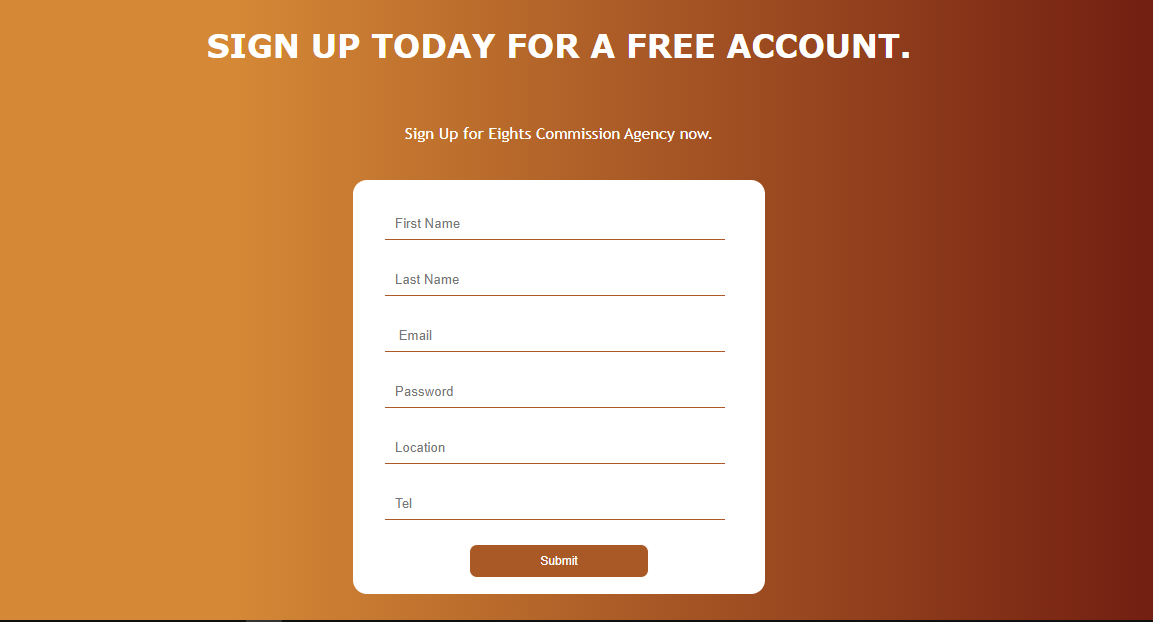 SIGN UP TODAY FOR A FREE ACCOUNT.
Sign Up for Eights Commission Agency now.
First Name
Last Name
Email
Password
Location
Tel
Submit